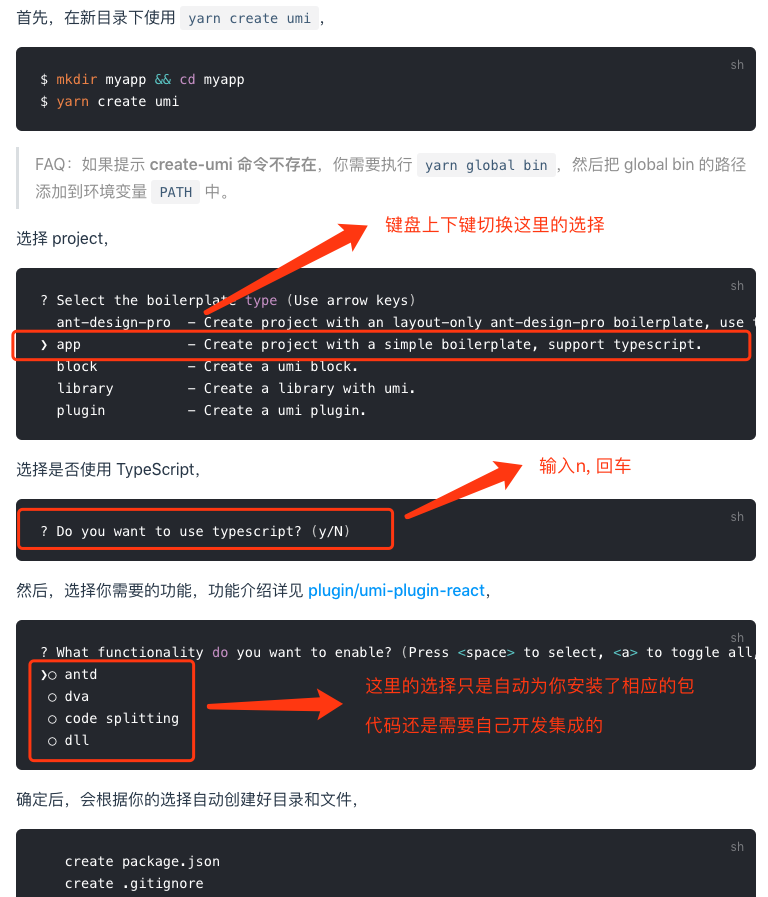 首先，在新目录下使用 yarn create umi，
sh
$ mkdir myapp && cd myapp
$ yarn create umi
FAQ：如果提示 create-umi 命令不存在，你需要执行 yarn global bin，然后把 global bin 的路径
添加到环境变量 PATH 中。
键盘上下键切换这里的选择
选择 project，
sh
? Select the boilerplate type (Use arrow keys)
ant-design-pro  – Create project with an layout-only ant-design-pro boilerplate, use
❯ app             – Create project with a simple boilerplate, support typescript.
block           – Create a umi block.
library         – Create a library with umi.
plugin          – Create a umi plugin.
选择是否使用 TypeScript，
输入n, 回车
sh
? Do you want to use typescript? (y/N)
然后，选择你需要的功能，功能介绍详见 plugin/umi-plugin-react，
sh
? What functionality do you want to enable? (Press <space> to select, <a> to toggle all,
❯○ antd
○ dva
○ code splitting
○ dll
这里的选择只是自动为你安装了相应的包
代码还是需要自己开发集成的
确定后，会根据你的选择自动创建好目录和文件，
sh
create package.json
create .gitignore